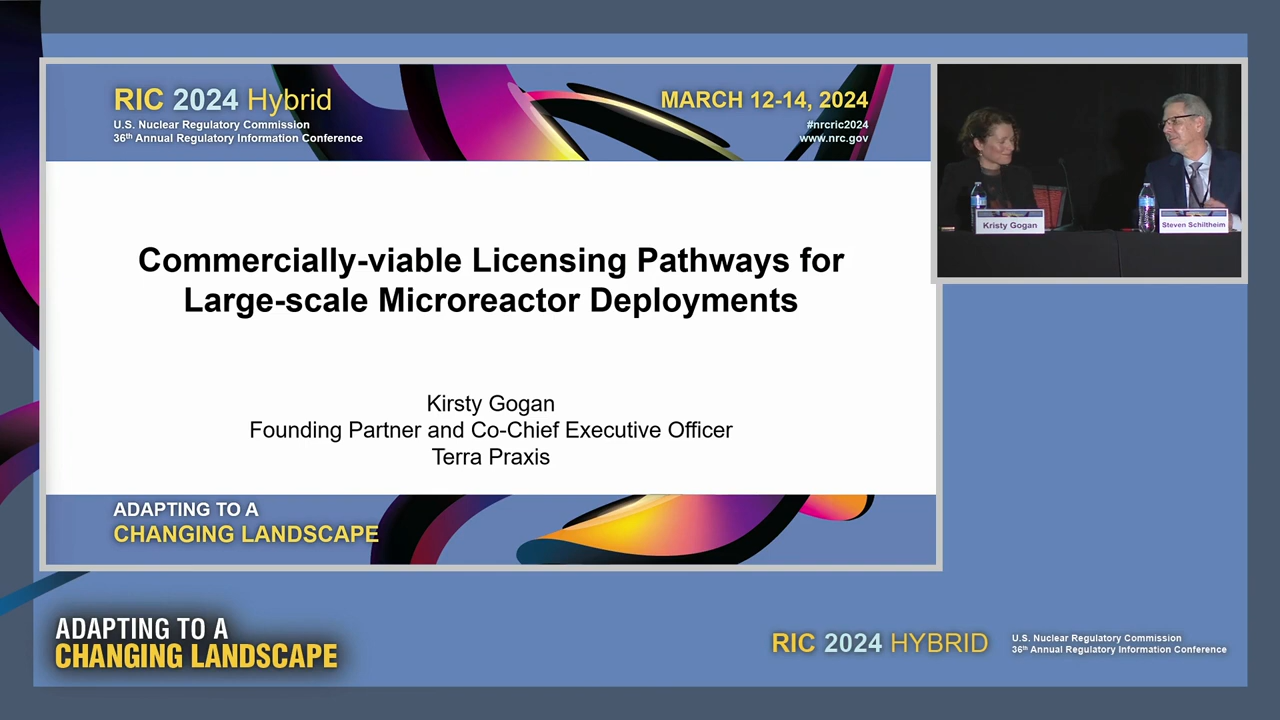 RIC 2024 Hybrid
U.S. Nuclear Regulatory Commission
36th Annual Regulatory Information Conference
MARCH 12-14, 2024
#nrcric2024
www.nrc.gov
Commercially-viable Licensing Pathways for
Large-scale Microreactor Deployments
Kirsty Gogan
Founding Partner and Co-Chief Executive Officer
Terra Praxis
ADAPTING TO A
CHANGING LANDSCAPE
Kristy Gogan
Steven Schiltheim
ADAPTING TO A
CHANGING LANDSCAPE
RIC 2024 HYBRID
U.S. Nuclear Regulatory Commission
36th Annual Regulatory Information Conference